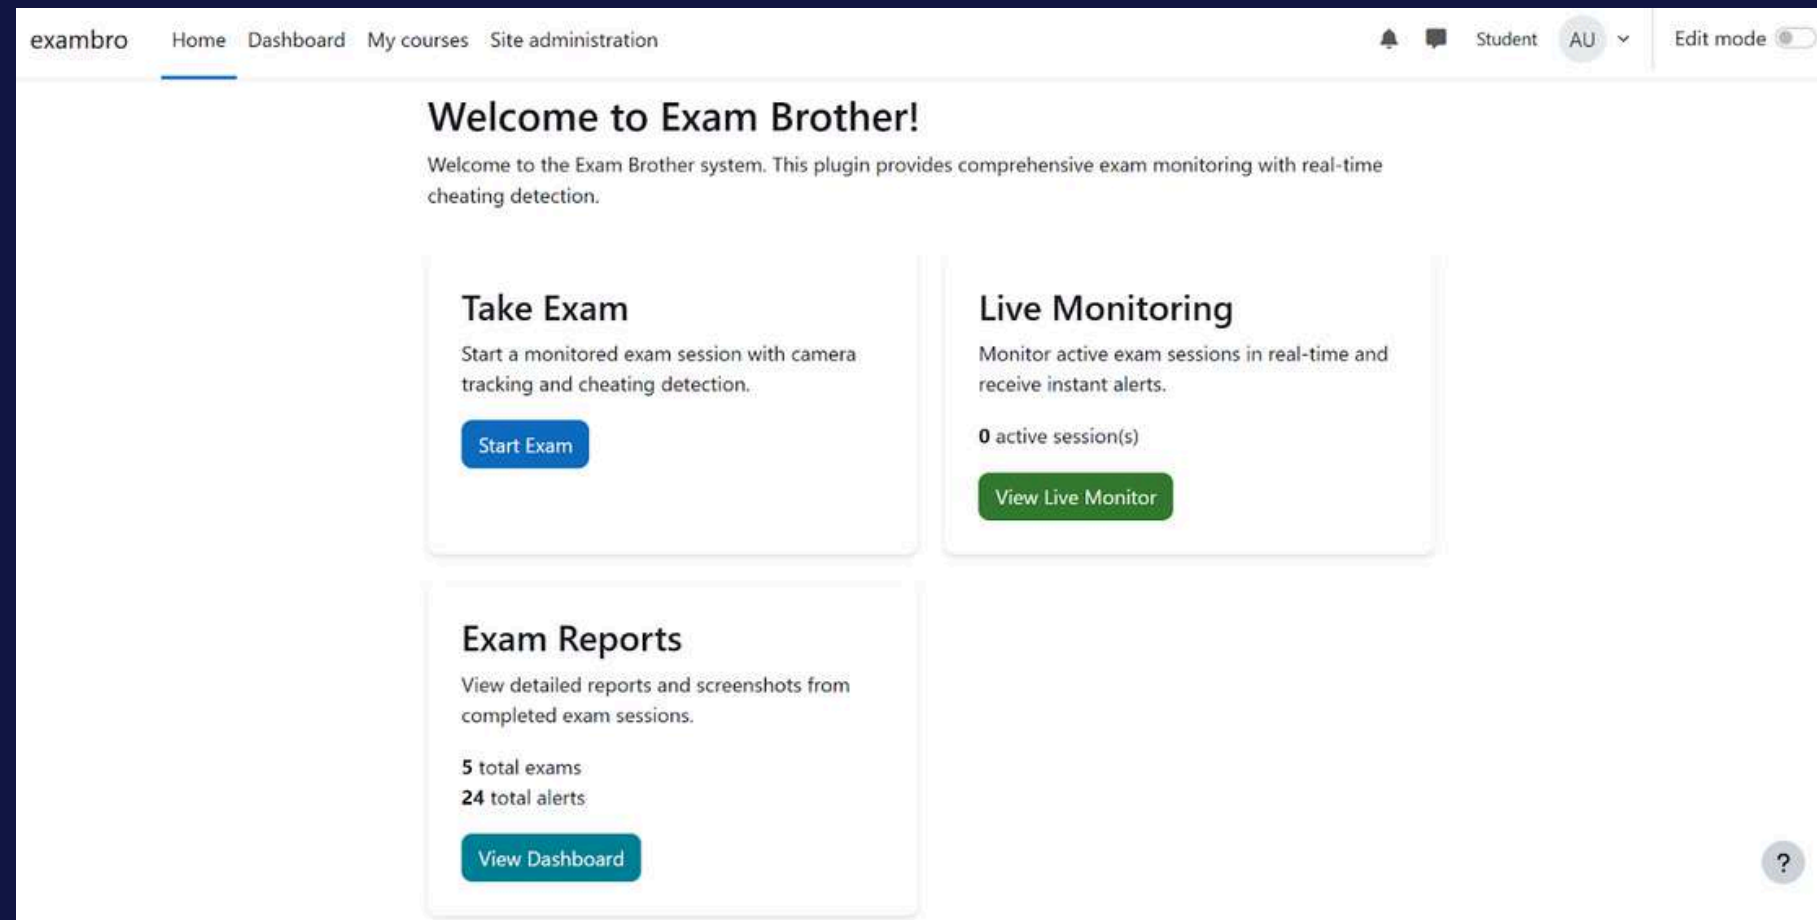 exambro Home Dashboard My courses Site administration Student AU Edit mode
Welcome to Exam Brother!
Welcome to the Exam Brother system. This plugin provides comprehensive exam monitoring with real-time
cheating detection.
Take Exam
Start a monitored exam session with camera
tracking and cheating detection.
Start Exam
Live Monitoring
Monitor active exam sessions in real-time and
receive instant alerts.
0 active session(s)
View Live Monitor
Exam Reports
View detailed reports and screenshots from
completed exam sessions.
5 total exams
24 total alerts
View Dashboard
?